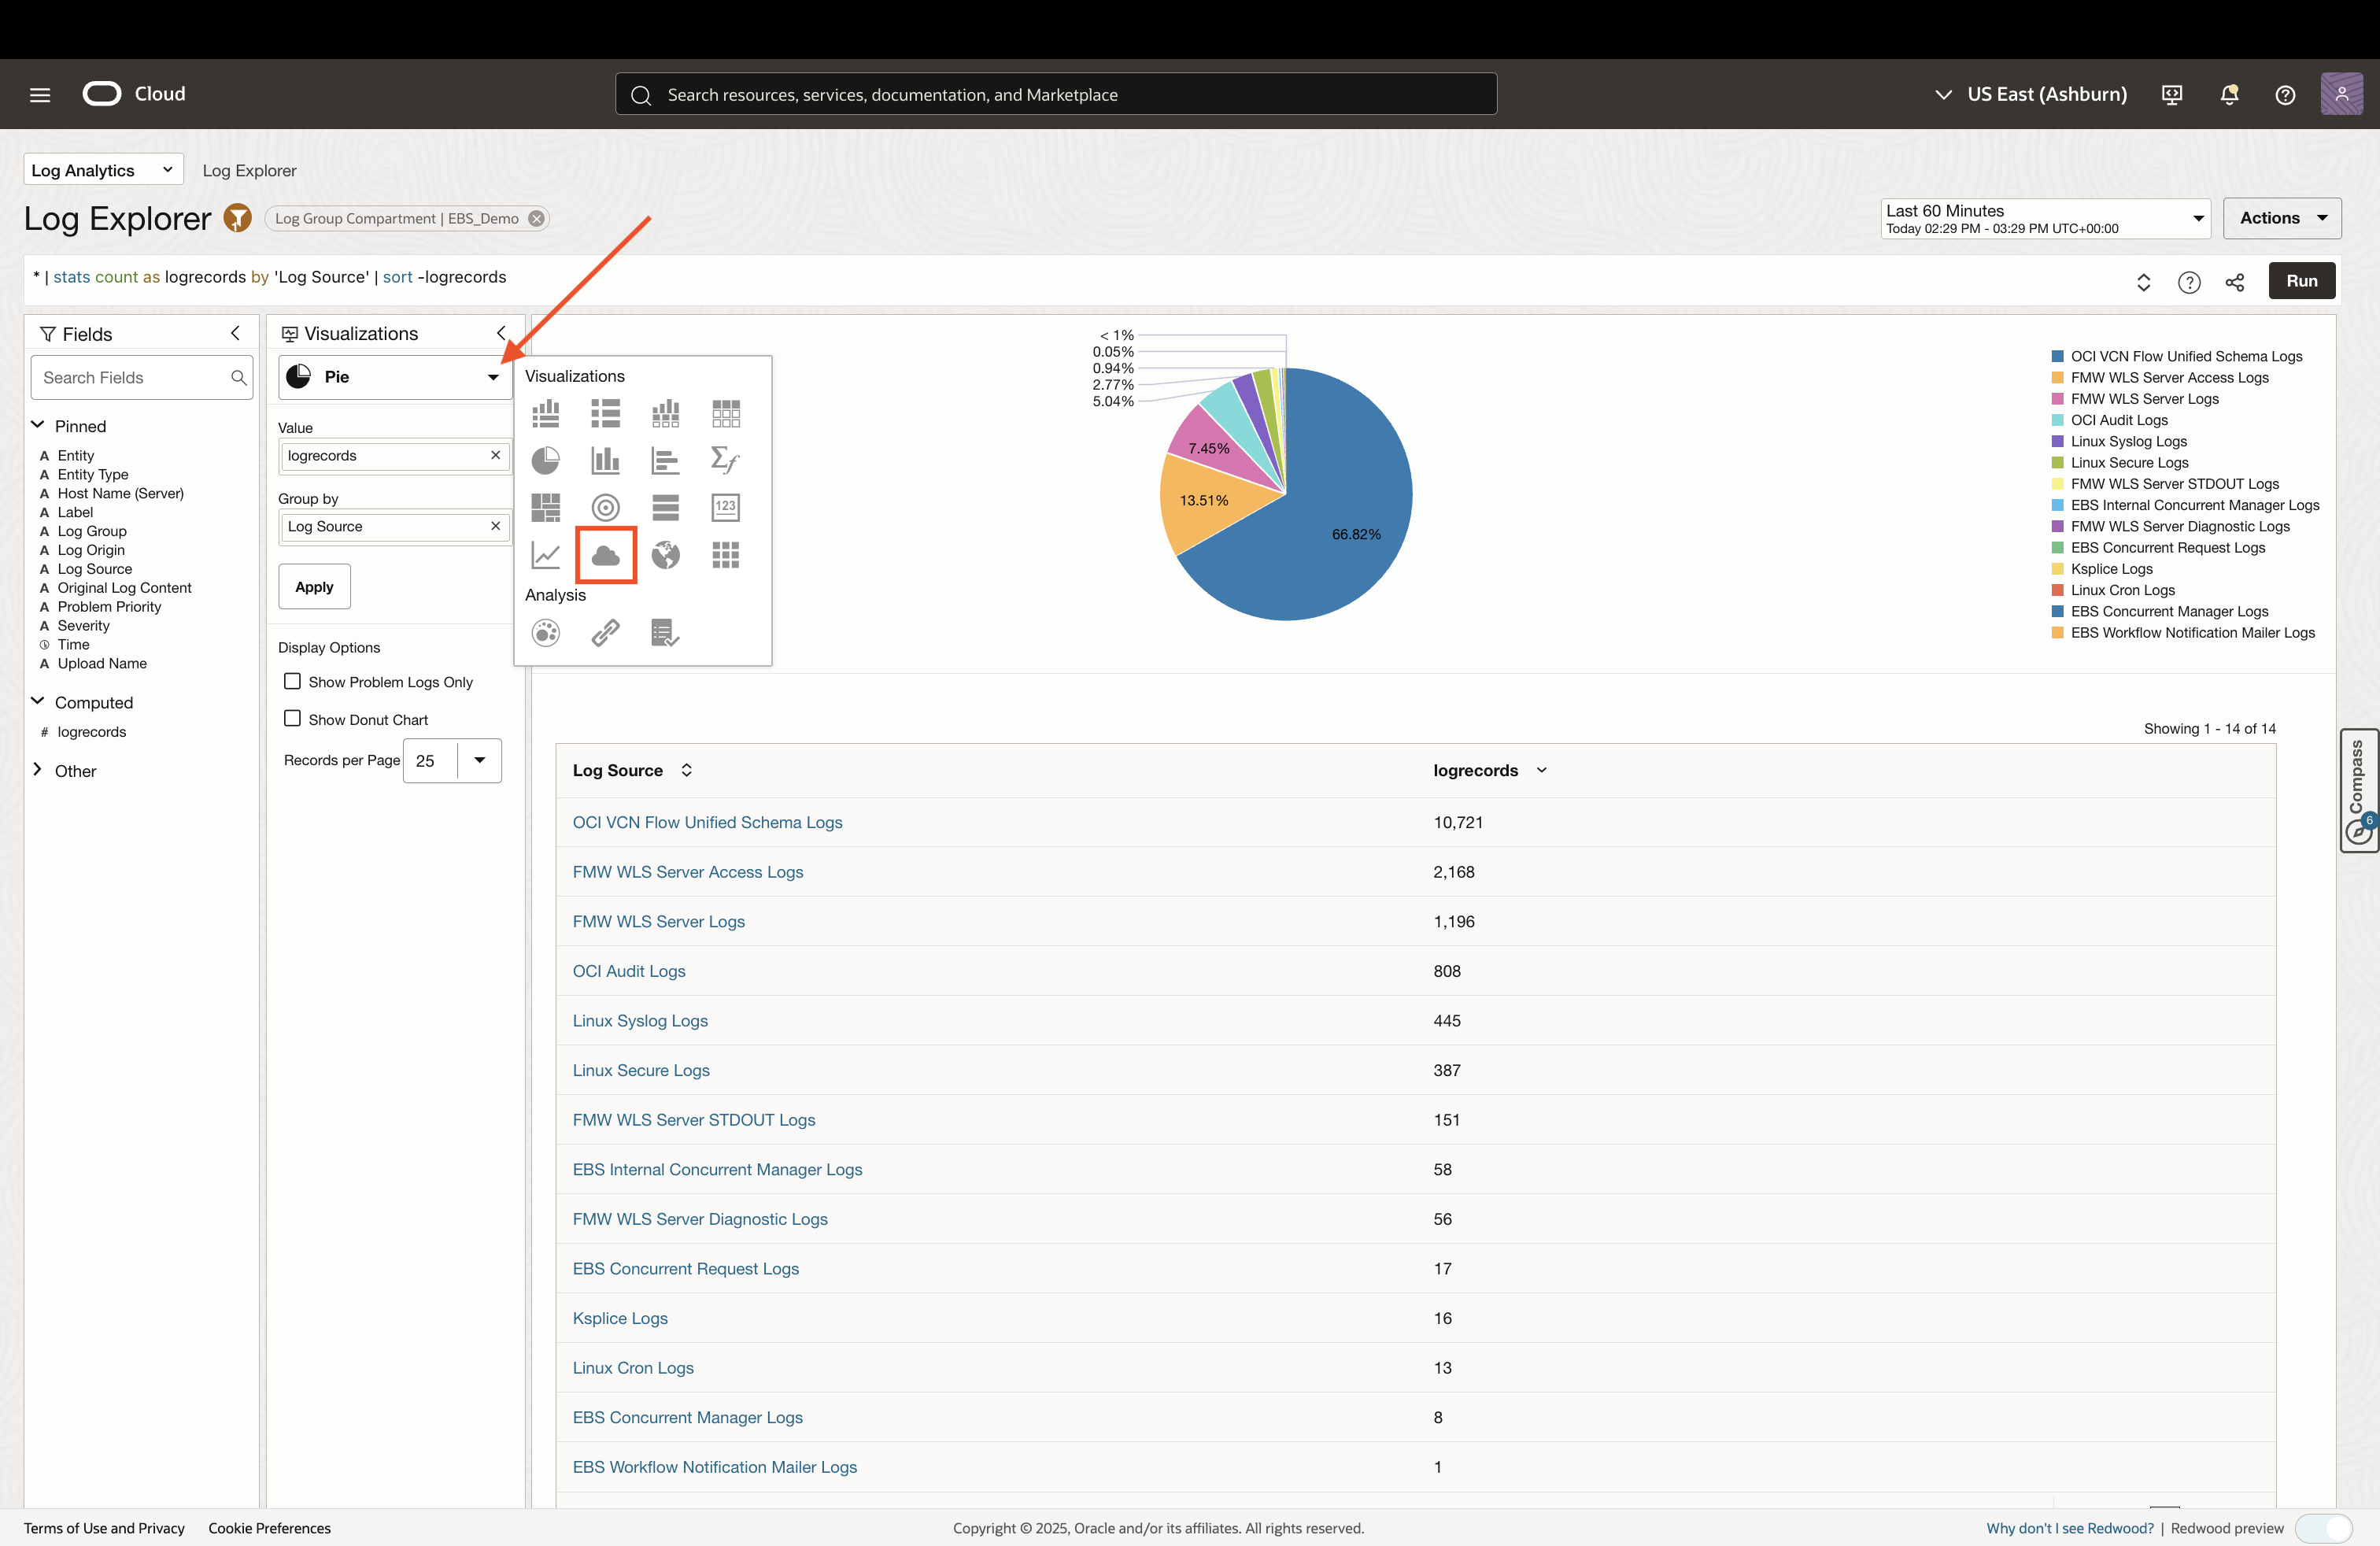 Cloud
Search resources, services, documentation, and Marketplace
US East (Ashburn)
Log Analytics
Log Explorer
Log Explorer
Log Group Compartment | EBS_Demo
Last 60 Minutes
Today 02:29 PM - 03:29 PM UTC+00:00
Actions
* | stats count as logrecords by 'Log Source' | sort -logrecords
Run
Fields
Search Fields
Pinned
A Entity
A Entity Type
A Host Name (Server)
A Label
A Log Group
A Log Origin
A Log Source
A Original Log Content
A Problem Priority
A Severity
Time
A Upload Name
Computed
# logrecords
Other
Visualizations
Pie
Value
logrecords
Group by
Log Source
Apply
Display Options
Show Problem Logs Only
Show Donut Chart
Records per Page 25
Visualizations
Σf
123
Analysis
< 1%
0.05%
0.94%
2.77%
5.04%
7.45%
13.51%
66.82%
OCI VCN Flow Unified Schema Logs
FMW WLS Server Access Logs
FMW WLS Server Logs
OCI Audit Logs
Linux Syslog Logs
Linux Secure Logs
FMW WLS Server STDOUT Logs
EBS Internal Concurrent Manager Logs
FMW WLS Server Diagnostic Logs
EBS Concurrent Request Logs
Ksplice Logs
Linux Cron Logs
EBS Concurrent Manager Logs
EBS Workflow Notification Mailer Logs
Showing 1 - 14 of 14
Log Source logrecords
OCI VCN Flow Unified Schema Logs 10,721
FMW WLS Server Access Logs 2,168
FMW WLS Server Logs 1,196
OCI Audit Logs 808
Linux Syslog Logs 445
Linux Secure Logs 387
FMW WLS Server STDOUT Logs 151
EBS Internal Concurrent Manager Logs 58
FMW WLS Server Diagnostic Logs 56
EBS Concurrent Request Logs 17
Ksplice Logs 16
Linux Cron Logs 13
EBS Concurrent Manager Logs 8
EBS Workflow Notification Mailer Logs 1
Compass
6
Terms of Use and Privacy Cookie Preferences
Copyright © 2025, Oracle and/or its affiliates. All rights reserved.
Why don't I see Redwood? | Redwood preview